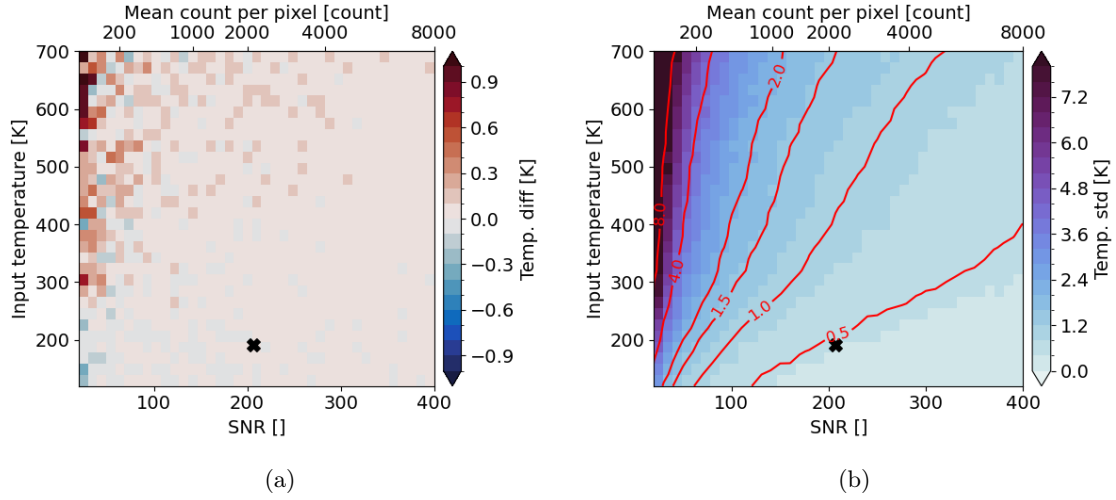 Mean count per pixel [count]
200 1000 2000 4000 8000
700
600
500
400
300
200
Input temperature [K]
100 200 300 400
SNR []
0.9
0.6
0.3
0.0
−0.3
−0.6
−0.9
Temp. diff [K]
(a)
Mean count per pixel [count]
200 1000 2000 4000 8000
700
600
500
400
300
200
Input temperature [K]
8.0
4.0
2.0
1.5
1.0
0.5
100 200 300 400
SNR []
7.2
6.0
4.8
3.6
2.4
1.2
0.0
Temp. std [K]
(b)